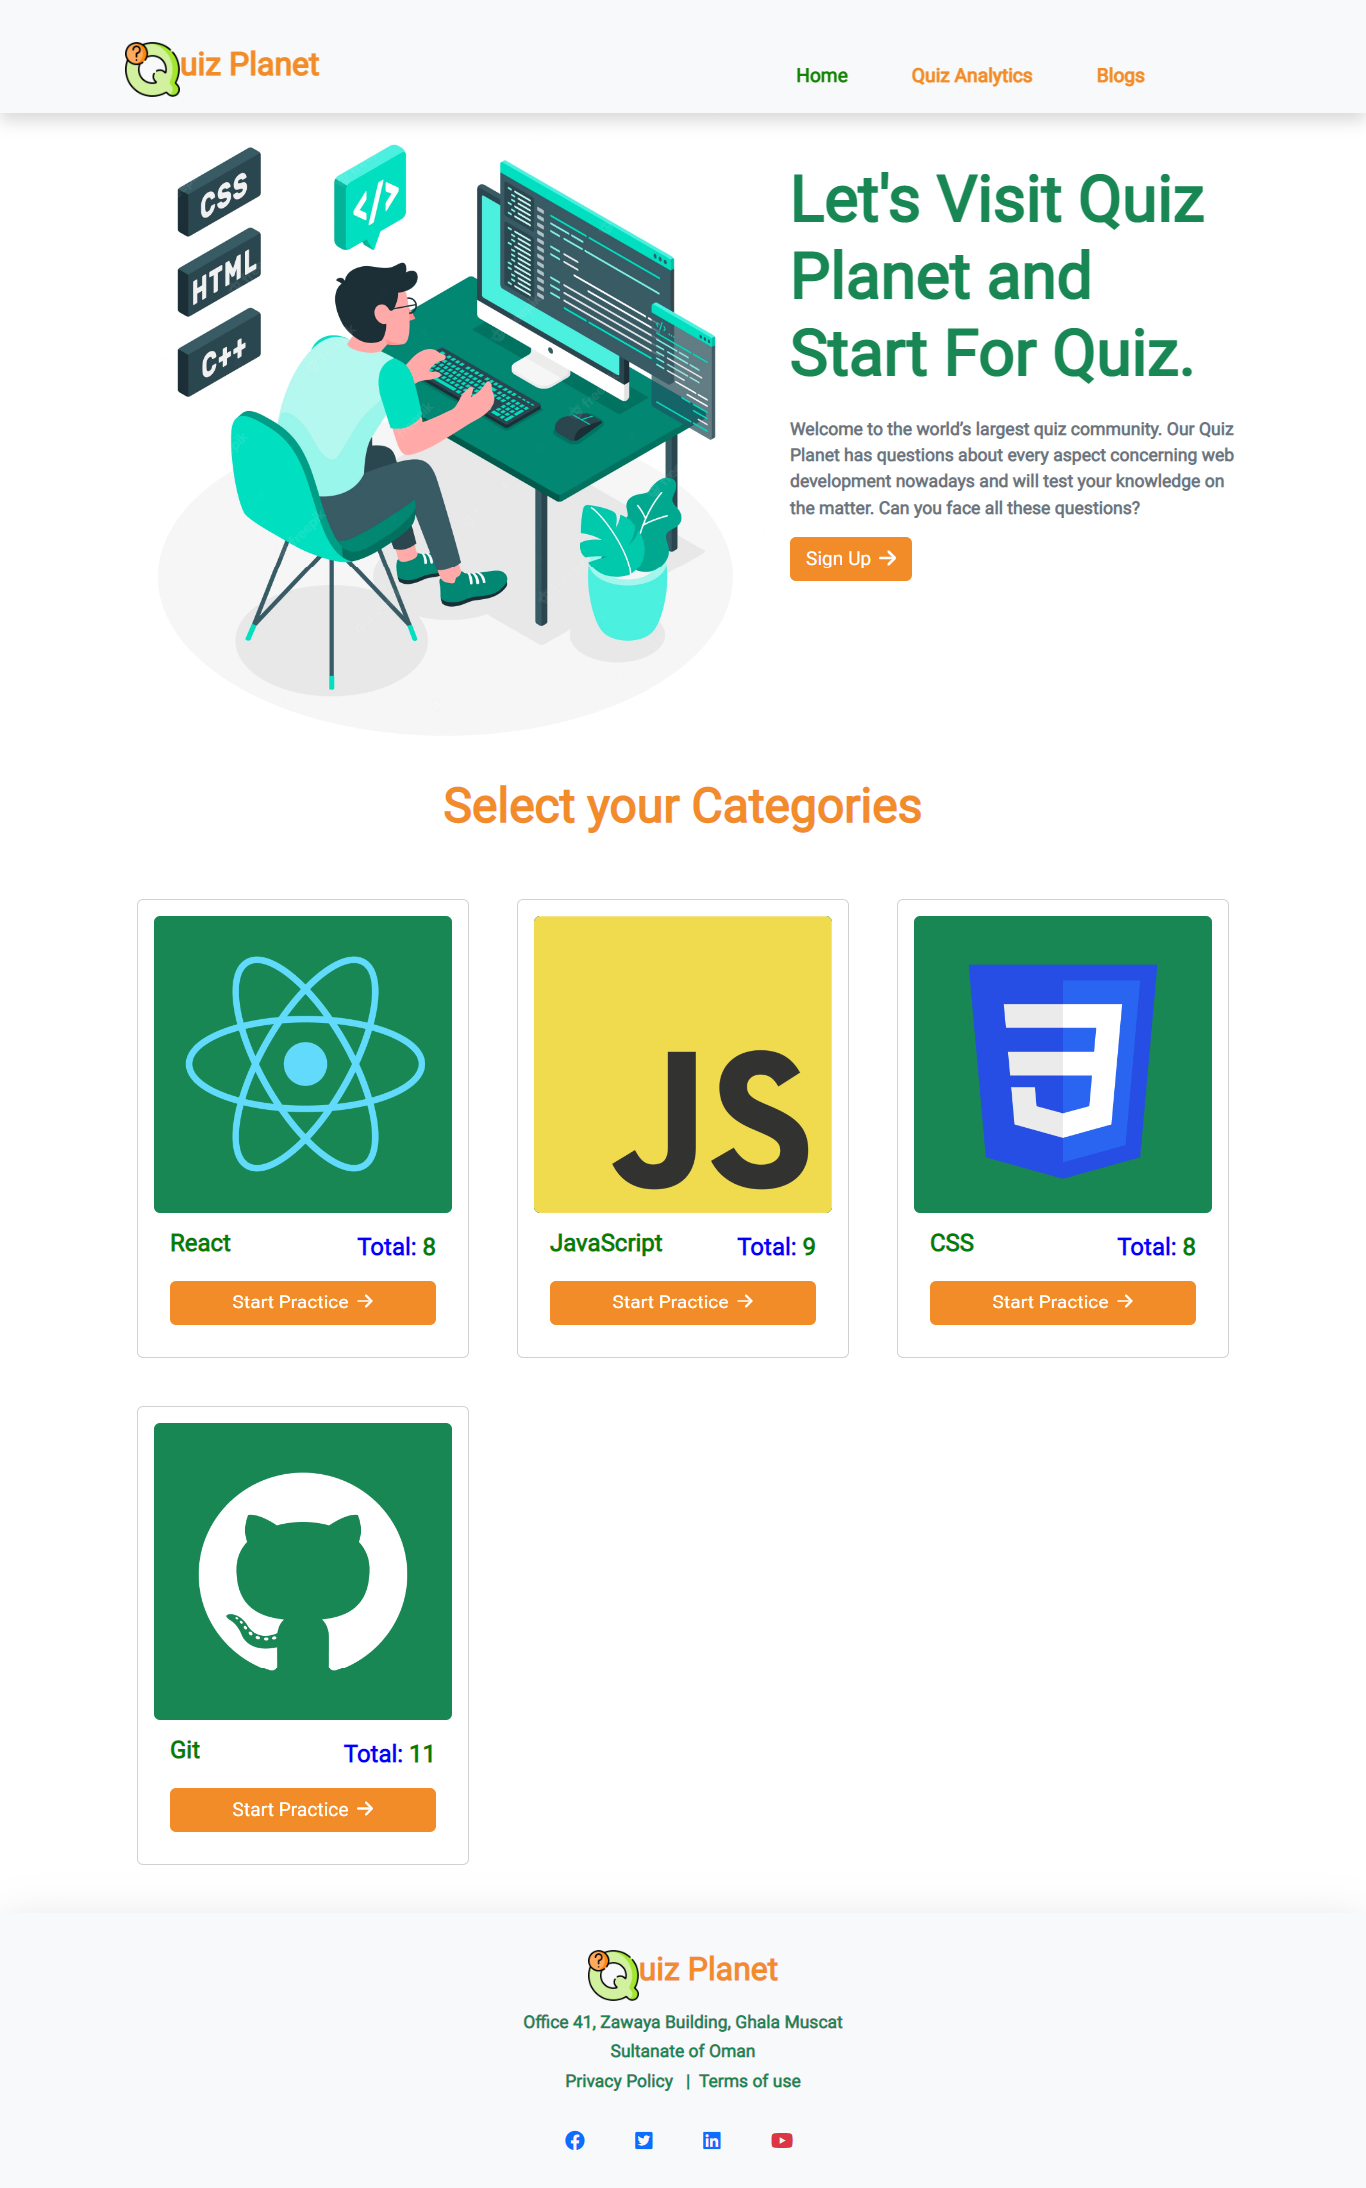 Quiz Planet
Home
Quiz Analytics
Blogs
CSS
HTML
C++
</>
Let's Visit Quiz
Planet and
Start For Quiz.
Welcome to the world’s largest quiz community. Our Quiz
Planet has questions about every aspect concerning web
development nowadays and will test your knowledge on
the matter. Can you face all these questions?
Sign Up
Select your Categories
JS
React
Total: 8
Start Practice
JavaScript
Total: 9
Start Practice
CSS
Total: 8
Start Practice
Git
Total: 11
Start Practice
Quiz Planet
Office 41, Zawaya Building, Ghala Muscat
Sultanate of Oman
Privacy Policy | Terms of use